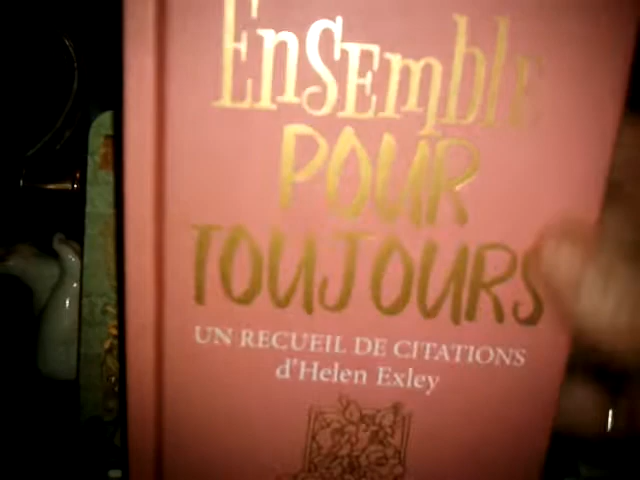 EnSEmblE
POUR
TOUJOURS
UN RECUEIL DE CITATIONS
d'Helen Exley